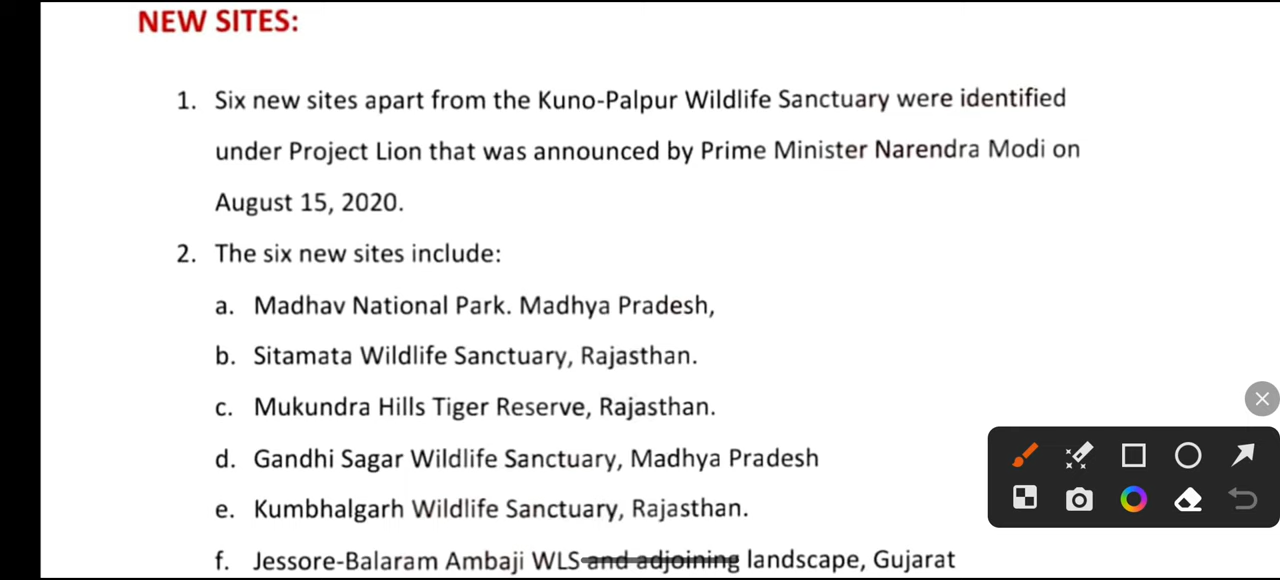 NEW SITES:
1. Six new sites apart from the Kuno-Palpur Wildlife Sanctuary were identified
under Project Lion that was announced by Prime Minister Narendra Modi on
August 15, 2020.
2. The six new sites include:
a. Madhav National Park. Madhya Pradesh,
b. Sitamata Wildlife Sanctuary, Rajasthan.
c. Mukundra Hills Tiger Reserve, Rajasthan.
d. Gandhi Sagar Wildlife Sanctuary, Madhya Pradesh
e. Kumbhalgarh Wildlife Sanctuary, Rajasthan.
f. Jessore-Balaram Ambaji WLS and adjoining landscape, Gujarat